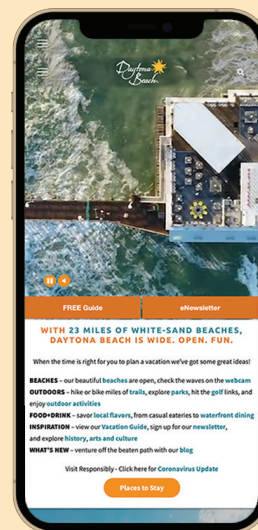 Daytona
Beach.
FREE Guide
eNewsletter
WITH 23 MILES OF WHITE-SAND BEACHES,
DAYTONA BEACH IS WIDE. OPEN. FUN.
When the time is right for you to plan a vacation we've got some great ideas!
BEACHES – our beautiful beaches are open, check the waves on the webcam
OUTDOORS – hike or bike miles of trails, explore parks, hit the golf links, and
enjoy outdoor activities
FOOD+DRINK – savor local flavors, from casual eateries to waterfront dining
INSPIRATION – view our Vacation Guide, sign up for our newsletter,
and explore history, arts and culture
WHAT'S NEW – venture off the beaten path with our blog
Visit Responsibly - Click here for Coronavirus Update
Places to Stay